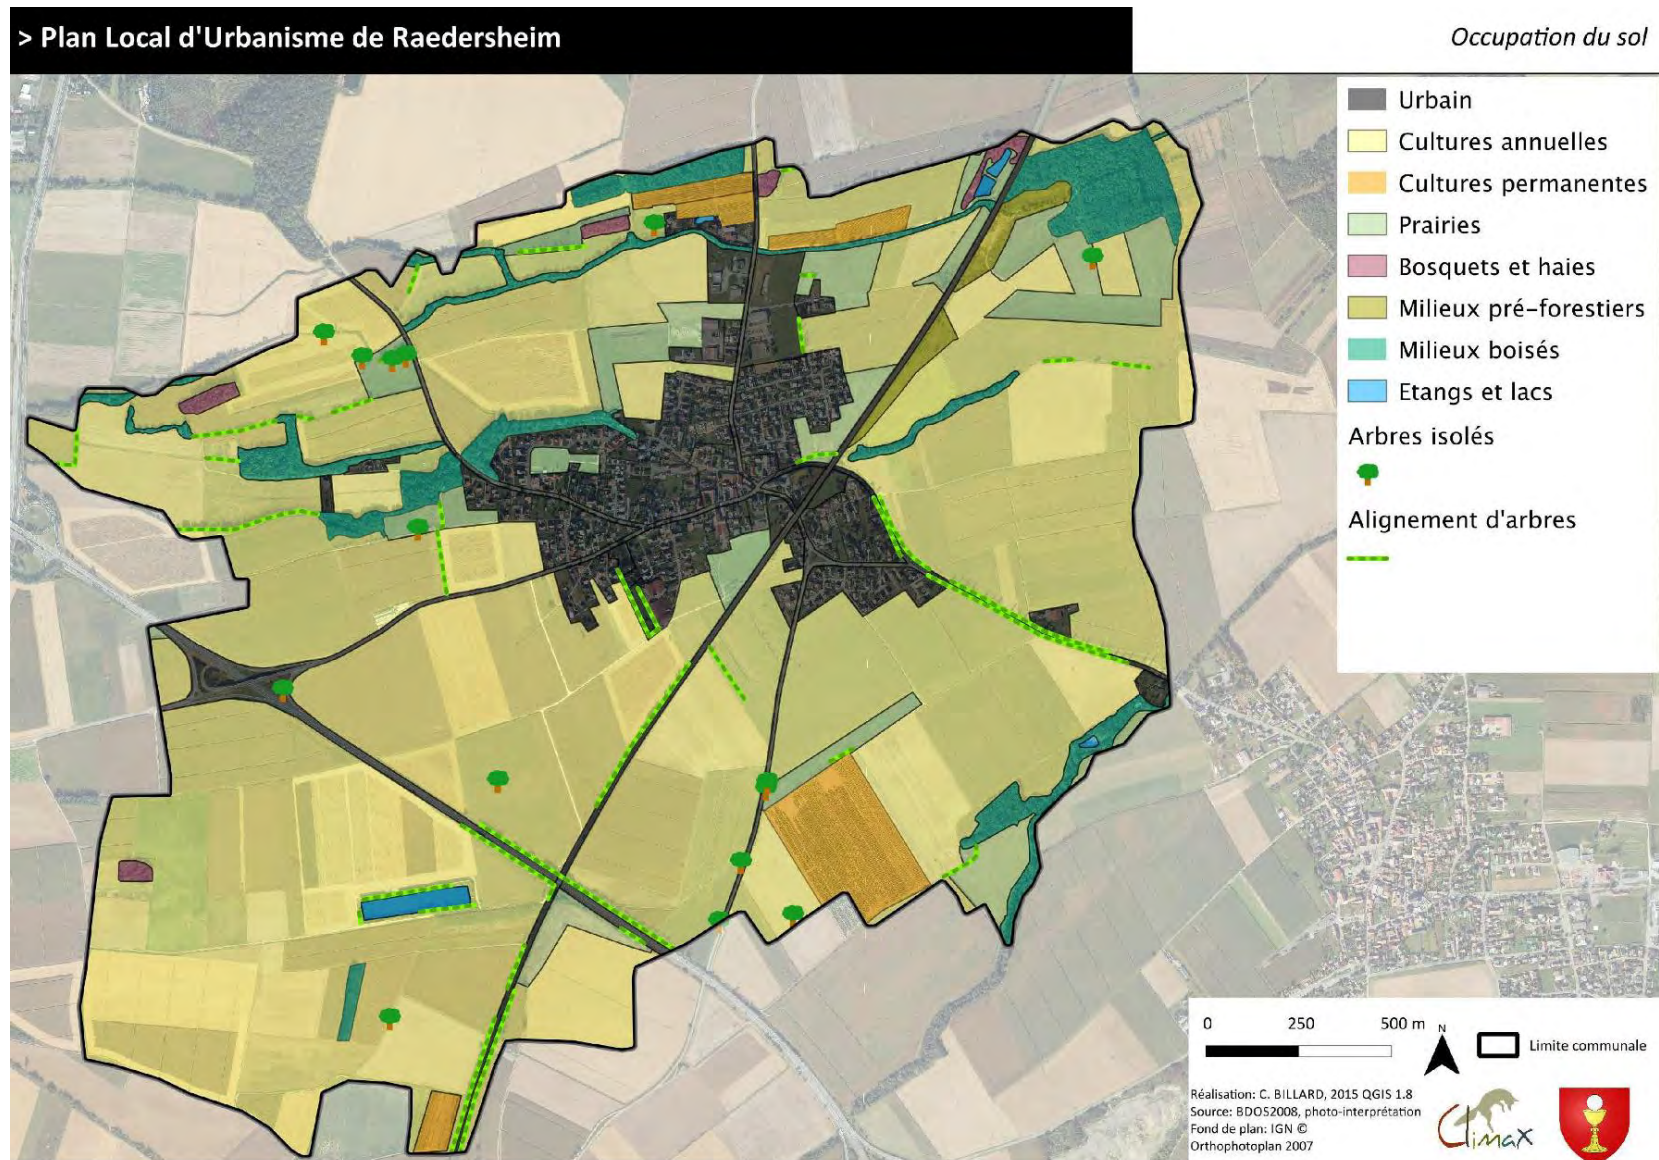 > Plan Local d'Urbanisme de Raedersheim
Occupation du sol
Urbain
Cultures annuelles
Cultures permanentes
Prairies
Bosquets et haies
Milieux pré-forestiers
Milieux boisés
Etangs et lacs
Arbres isolés
Alignement d'arbres
0 250 500 m
N
Limite communale
Réalisation: C. BILLARD, 2015 QGIS 1.8
Source: BDOS2008, photo-interprétation
Fond de plan: IGN ©
Orthophotoplan 2007
Climax